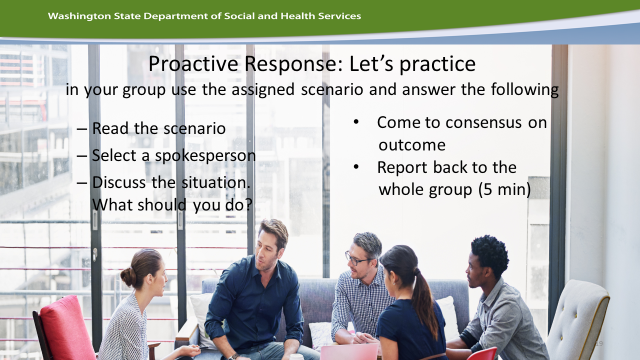 Washington State Department of Social and Health Services
Proactive Response: Let's practice
in your group use the assigned scenario and answer the following
– Read the scenario
– Select a spokesperson
– Discuss the situation.
What should you do?
• Come to consensus on
outcome
• Report back to the
whole group (5 min)